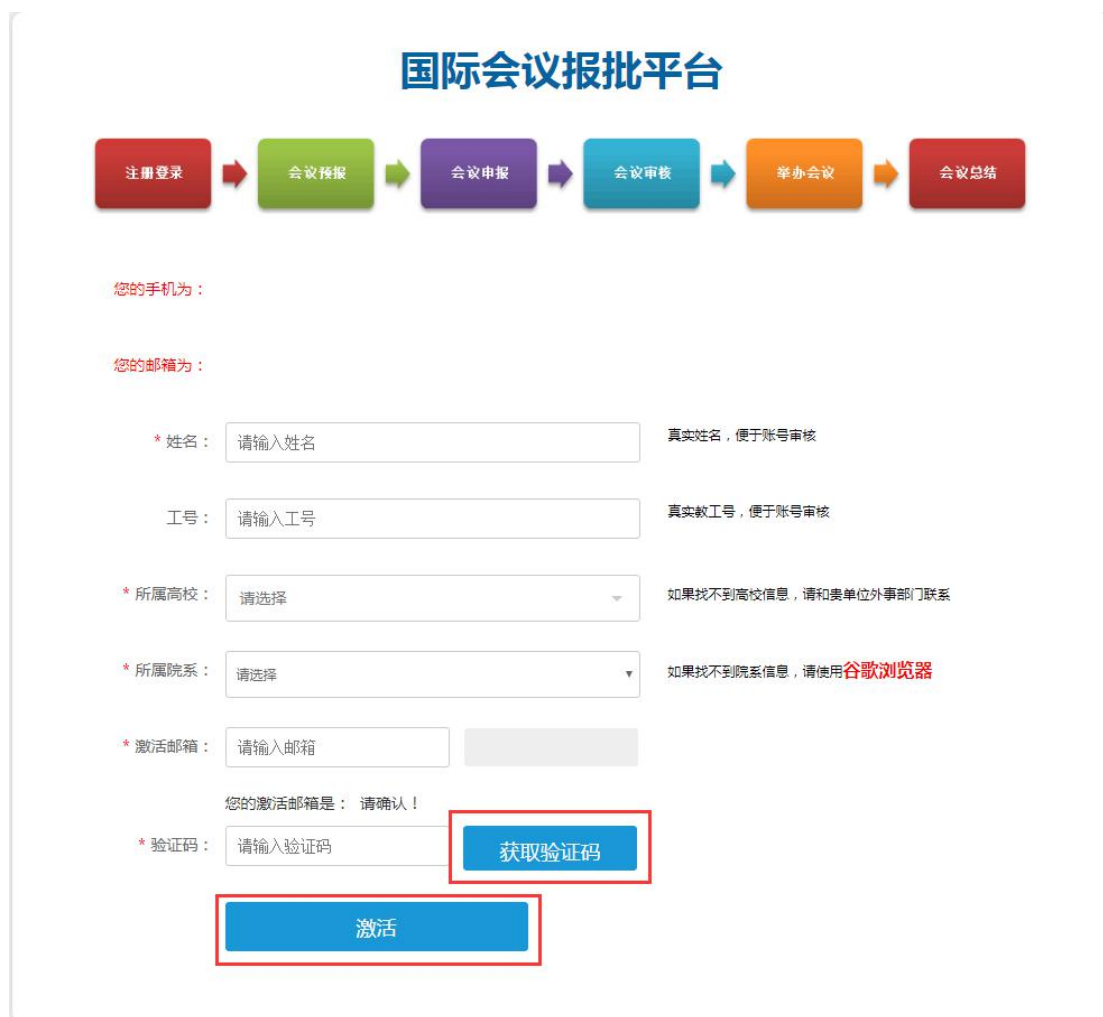 国际会议报批平台
注册登录 会议预报 会议申报 会议审核 举办会议 会议总结
您的手机为：
您的邮箱为：
* 姓名： 请输入姓名 真实姓名，便于账号审核
工号： 请输入工号 真实教工号，便于账号审核
* 所属高校： 请选择 如果找不到高校信息，请和贵单位外事部门联系
* 所属院系： 请选择 如果找不到院系信息，请使用谷歌浏览器
* 激活邮箱： 请输入邮箱
您的激活邮箱是： 请确认！
* 验证码： 请输入验证码 获取验证码
激活